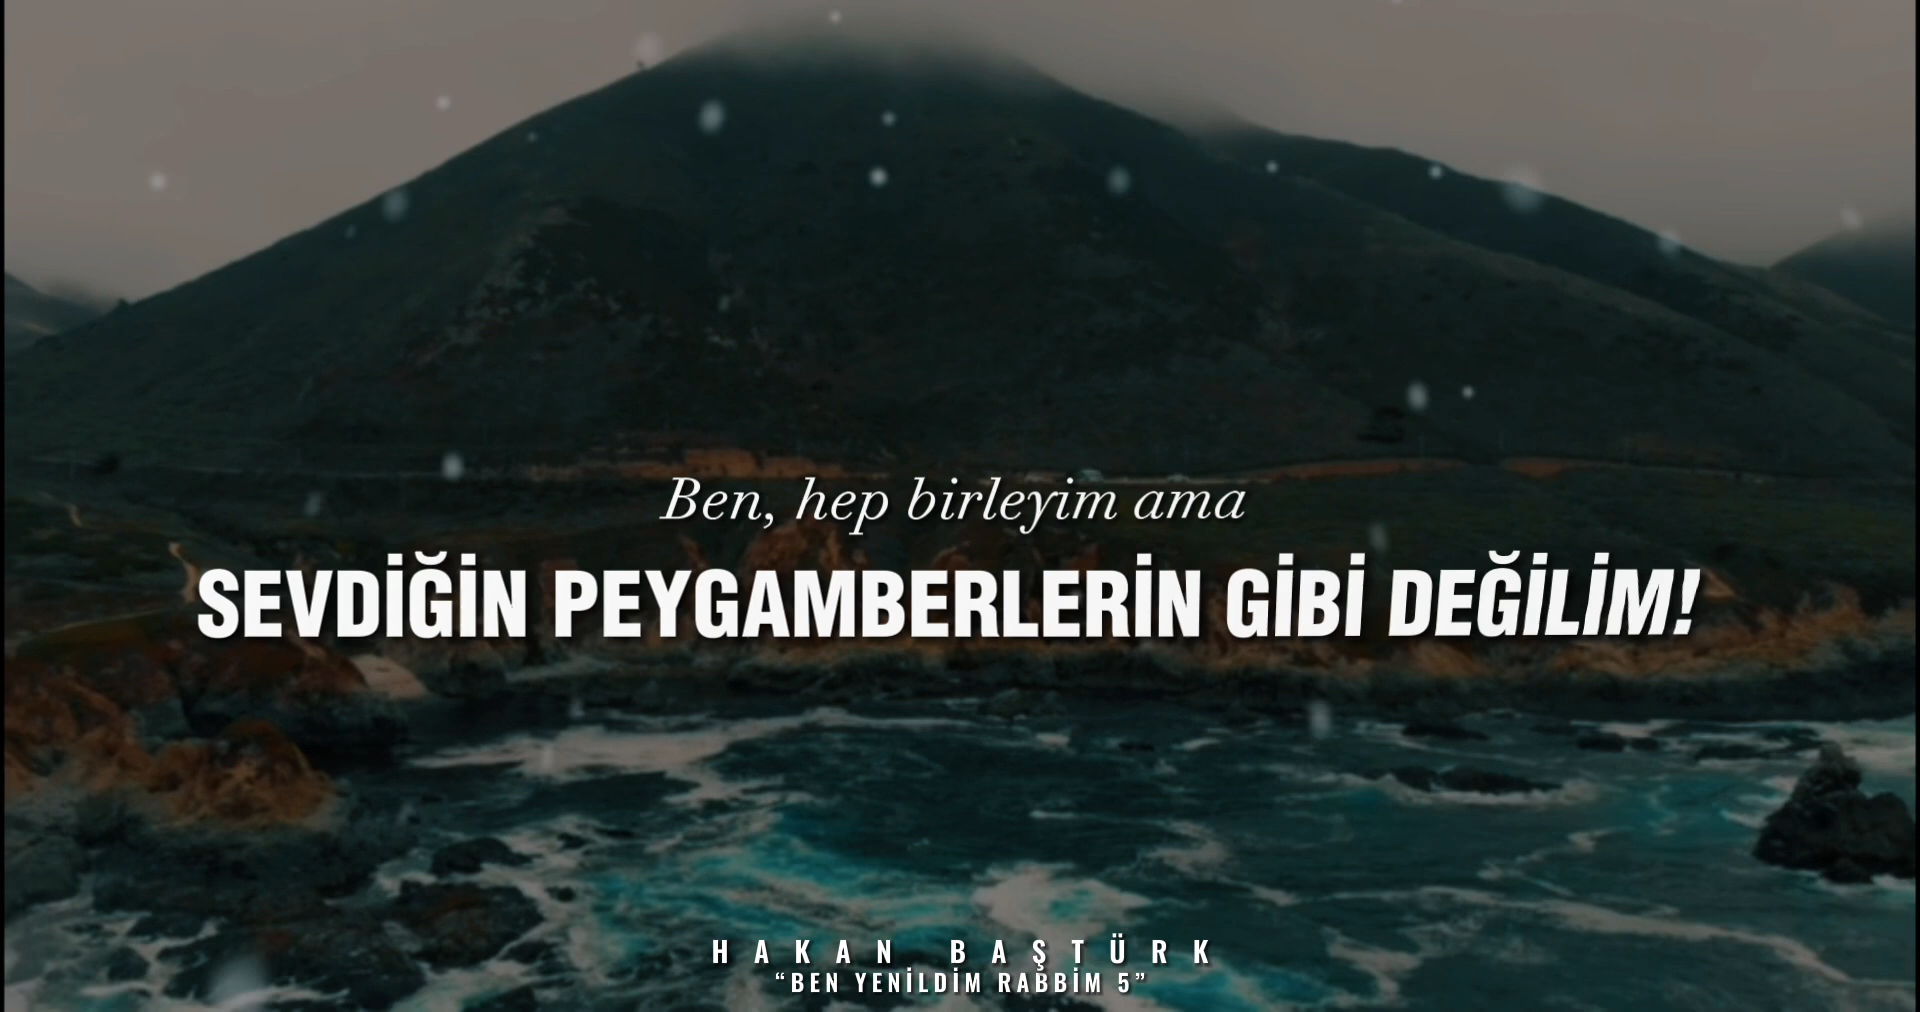 Ben, hep birleyim ama
SEVDİĞİN PEYGAMBERLERİN GİBİ DEĞİLİM!
HAKAN BAŞTÜRK
“BEN YENİLDİM RABBİM 5”